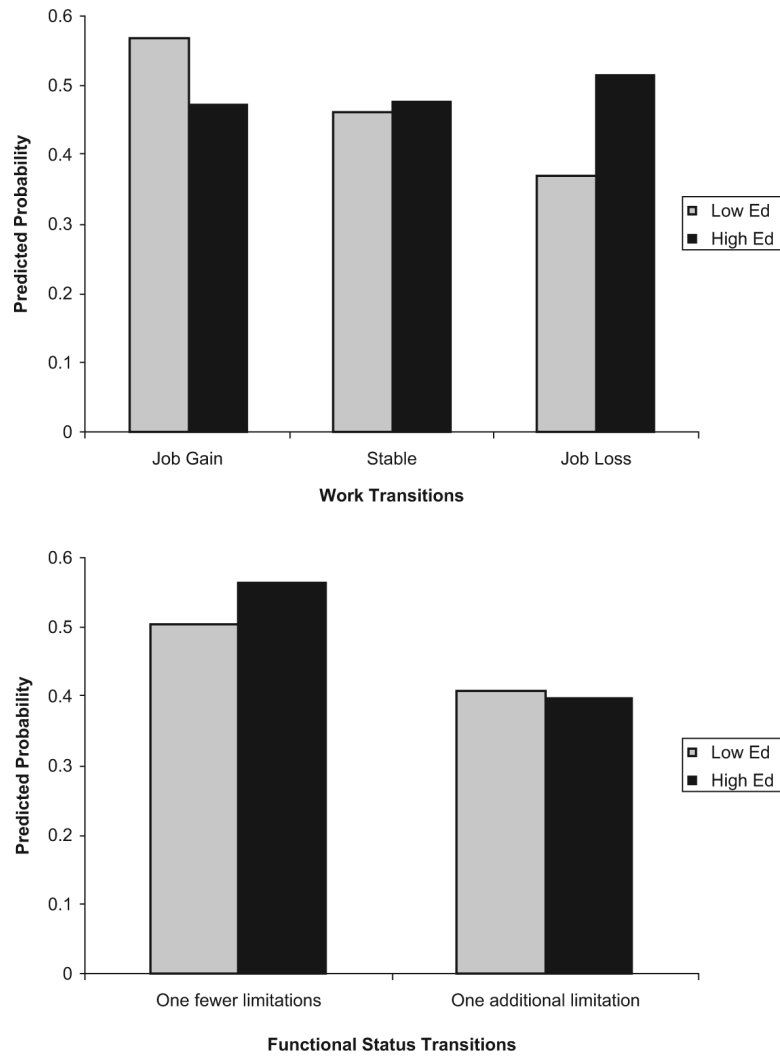 0.6
0.5
0.4
0.3
0.2
0.1
0
Predicted Probability
Job Gain Stable Job Loss
Work Transitions
Low Ed
High Ed
0.6
0.5
0.4
0.3
0.2
0.1
0
Predicted Probability
One fewer limitations One additional limitation
Functional Status Transitions
Low Ed
High Ed